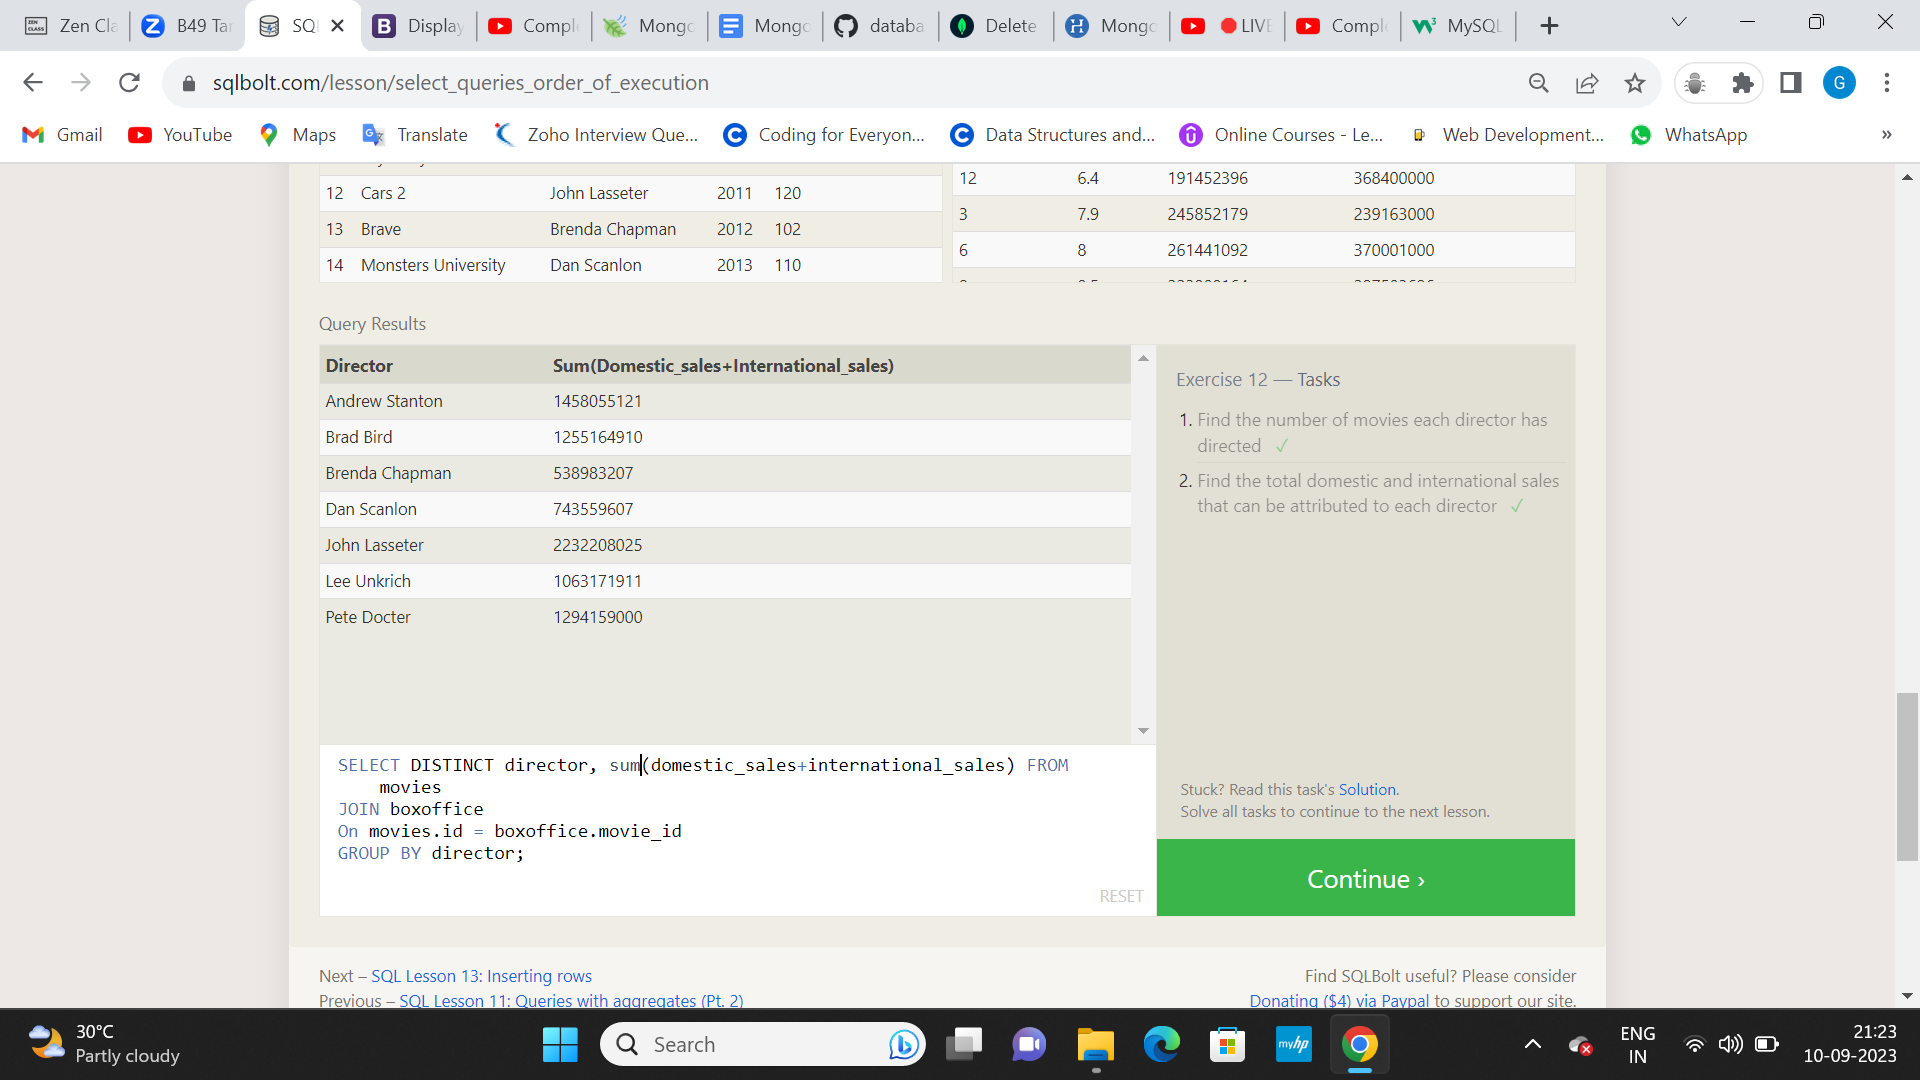 Zen Cla
B49 Tar
SQL
Display
Compl
Mongo
Mongo
databa
Delete
Mongo
LIVE
Compl
MySQL
sqlbolt.com/lesson/select_queries_order_of_execution
G
Gmail
YouTube
Maps
Translate
Zoho Interview Que...
Coding for Everyon...
Data Structures and...
Online Courses - Le...
Web Development...
WhatsApp
»
12 Cars 2 John Lasseter 2011 120
13 Brave Brenda Chapman 2012 102
14 Monsters University Dan Scanlon 2013 110
12 6.4 191452396 368400000
3 7.9 245852179 239163000
6 8 261441092 370001000
Query Results
Director Sum(Domestic_sales+International_sales)
Andrew Stanton 1458055121
Brad Bird 1255164910
Brenda Chapman 538983207
Dan Scanlon 743559607
John Lasseter 2232208025
Lee Unkrich 1063171911
Pete Docter 1294159000
Exercise 12 — Tasks
1. Find the number of movies each director has
directed ✓
2. Find the total domestic and international sales
that can be attributed to each director ✓
SELECT DISTINCT director, sum(domestic_sales+international_sales) FROM
movies
JOIN boxoffice
On movies.id = boxoffice.movie_id
GROUP BY director;
RESET
Stuck? Read this task's Solution.
Solve all tasks to continue to the next lesson.
Continue ›
Next – SQL Lesson 13: Inserting rows
Previous – SQL Lesson 11: Queries with aggregates (Pt. 2)
Find SQLBolt useful? Please consider
Donating ($4) via Paypal to support our site.
30°C
Partly cloudy
Search
myhp
ENG
IN
21:23
10-09-2023